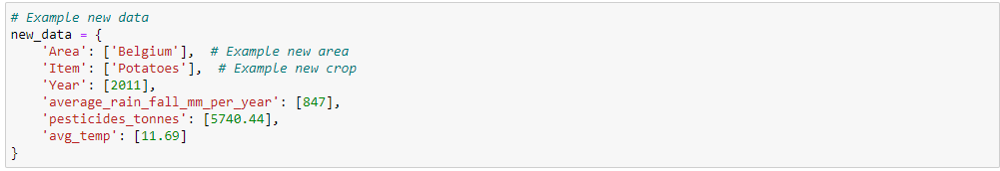 # Example new data
new_data = {
    'Area': ['Belgium'],  # Example new area
    'Item': ['Potatoes'],  # Example new crop
    'Year': [2011],
    'average_rain_fall_mm_per_year': [847],
    'pesticides_tonnes': [5740.44],
    'avg_temp': [11.69]
}